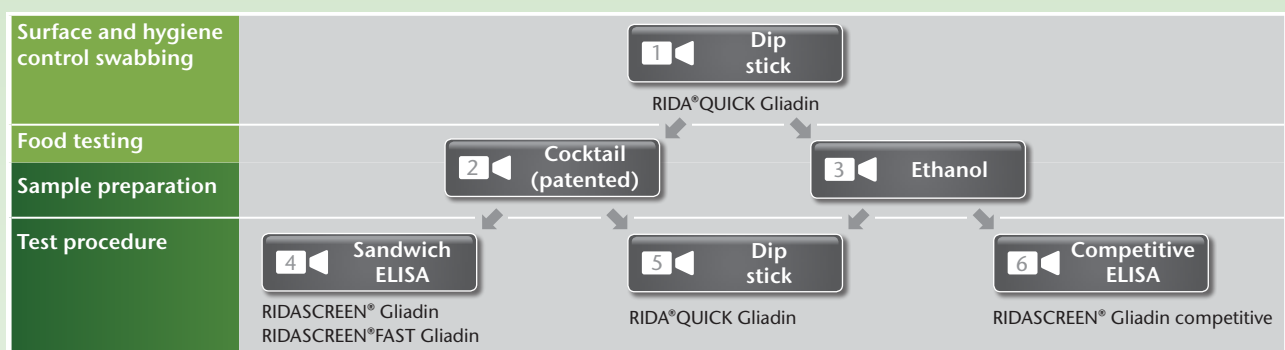 Surface and hygiene
control swabbing
1
Dip
stick
RIDA®QUICK Gliadin
Food testing
Sample preparation
2
Cocktail
(patented)
3
Ethanol
Test procedure
4
Sandwich
ELISA
RIDASCREEN® Gliadin
RIDASCREEN®FAST Gliadin
5
Dip
stick
RIDA®QUICK Gliadin
6
Competitive
ELISA
RIDASCREEN® Gliadin competitive